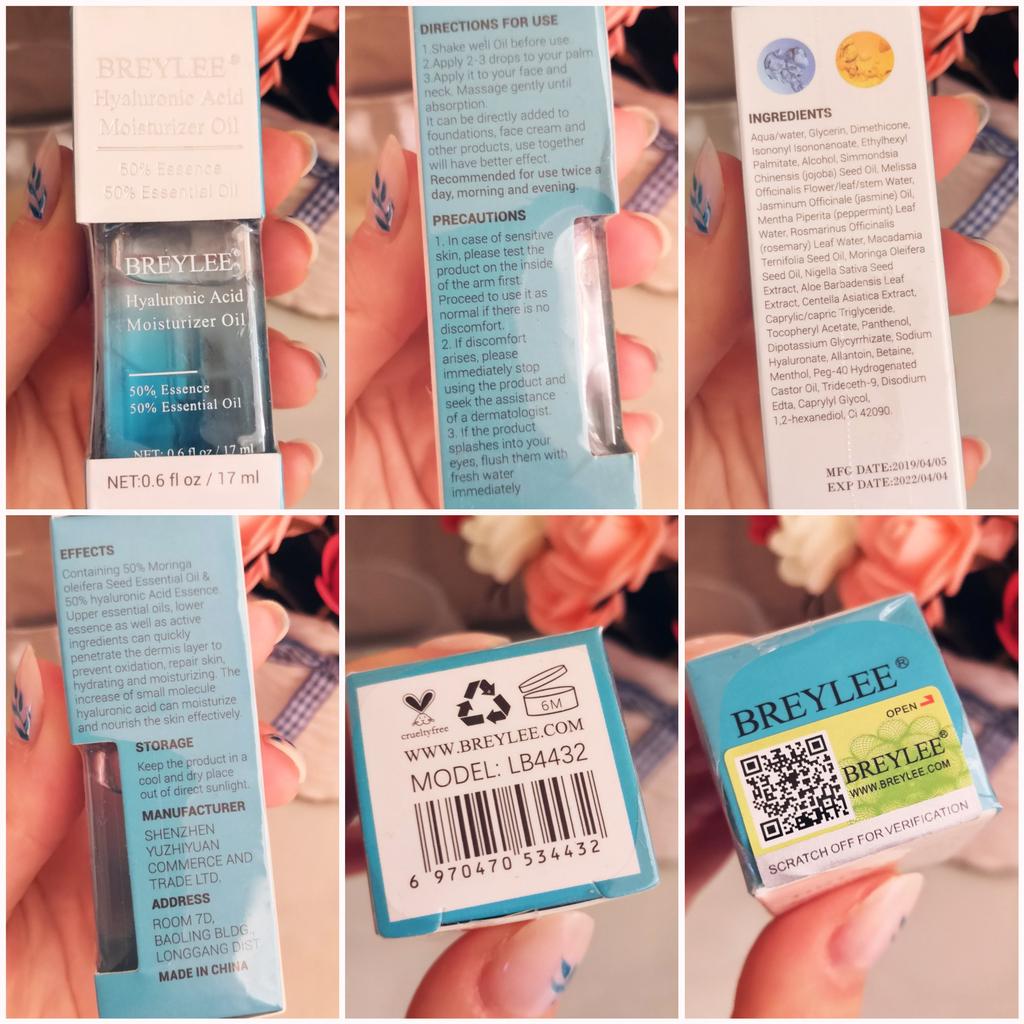 BREYLEE®
Hyaluronic Acid
Moisturizer Oil
50% Essence
50% Essential Oil
BREYLEE®
Hyaluronic Acid
Moisturizer Oil
50% Essence
50% Essential Oil
NET: 0.6 fl oz / 17 ml
NET:0.6 fl oz / 17 ml
DIRECTIONS FOR USE
1.Shake well Oil before use
2.Apply 2-3 drops to your palm
3.Apply it to your face and
neck. Massage gently until
absorption.
It can be directly added to
foundations, face cream and
other products, use together
will have better effect.
Recommended for use twice a
day, morning and evening.
PRECAUTIONS
1. In case of sensitive
skin, please test the
product on the inside
of the arm first.
Proceed to use it as
normal if there is no
discomfort.
2. If discomfort
arises, please
immediately stop
using the product and
seek the assistance
of a dermatologist.
3. If the product
splashes into your
eyes, flush them with
fresh water
immediately
INGREDIENTS
Aqua/water, Glycerin, Dimethicone,
Isononyl Isononanoate, Ethylhexyl
Palmitate, Alcohol, Simmondsia
Chinensis (jojoba) Seed Oil, Melissa
Officinalis Flower/leaf/stem Water,
Jasminum Officinale (jasmine) Oil,
Mentha Piperita (peppermint) Leaf
Water, Rosmarinus Officinalis
(rosemary) Leaf Water, Macadamia
Ternifolia Seed Oil, Moringa Oleifera
Seed Oil, Nigella Sativa Seed
Extract, Aloe Barbadensis Leaf
Extract, Centella Asiatica Extract,
Caprylic/capric Triglyceride,
Tocopheryl Acetate, Panthenol,
Dipotassium Glycyrrhizate, Sodium
Hyaluronate, Allantoin, Betaine,
Menthol, Peg-40 Hydrogenated
Castor Oil, Trideceth-9, Disodium
Edta, Caprylyl Glycol,
1,2-hexanediol, Ci 42090.
MFG DATE:2019/04/05
EXP DATE:2022/04/04
EFFECTS
Containing 50% Moringa
oleifera Seed Essential Oil &
50% hyaluronic Acid Essence.
Upper essential oils, lower
essence as well as active
ingredients can quickly
penetrate the dermis layer to
prevent oxidation, repair skin,
hydrating and moisturizing. The
increase of small molecule
hyaluronic acid can moisturize
and nourish the skin effectively.
STORAGE
Keep the product in a
cool and dry place
out of direct sunlight.
MANUFACTURER
SHENZHEN
YUZHIYUAN
COMMERCE AND
TRADE LTD.
ADDRESS
ROOM 7D,
BAOLING BLDG.,
LONGGANG DIST
MADE IN CHINA
crueltyfree
6M
WWW.BREYLEE.COM
MODEL: LB4432
6 970470 534432
BREYLEE®
OPEN
BREYLEE®
WWW.BREYLEE.COM
SCRATCH OFF FOR VERIFICATION